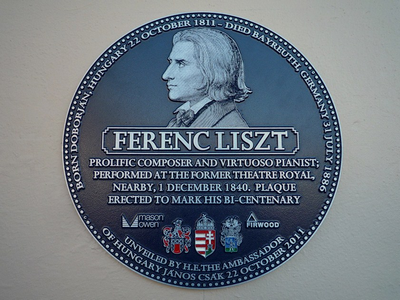 BORN DOBORJÁN, HUNGARY 22 OCTOBER 1811 – DIED BAYREUTH, GERMANY 31 JULY 1886
FERENC LISZT
PROLIFIC COMPOSER AND VIRTUOSO PIANIST;
PERFORMED AT THE FORMER THEATRE ROYAL,
NEARBY, 1 DECEMBER 1840. PLAQUE
ERECTED TO MARK HIS BI-CENTENARY
mason
owen
FIRWOOD
UNVEILED BY H.E.THE AMBASSADOR
OF HUNGARY JÁNOS CSÁK 22 OCTOBER 2011